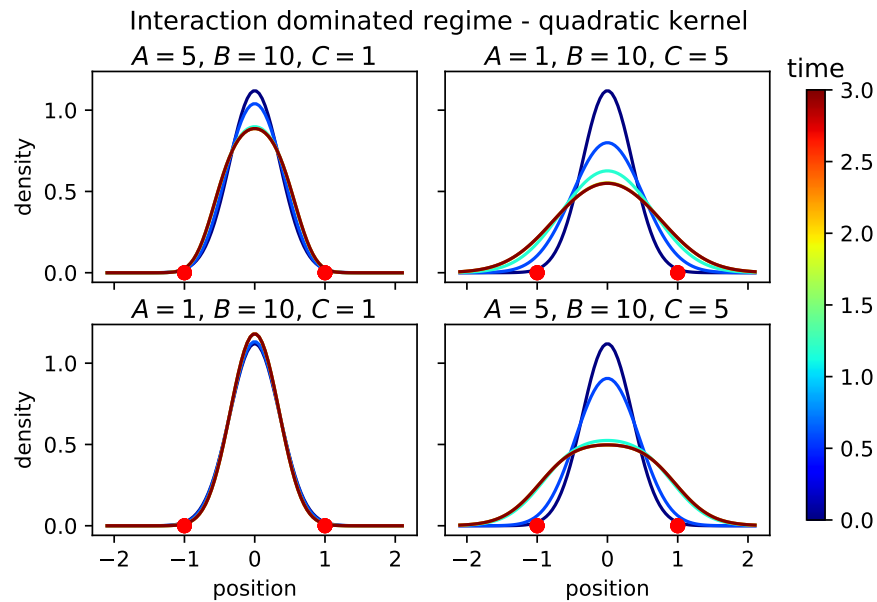 Interaction dominated regime - quadratic kernel
A = 5, B = 10, C = 1
A = 1, B = 10, C = 5
time
density
1.0
0.5
0.0
−2 −1 0 1 2
3.0
2.5
2.0
1.5
1.0
0.5
0.0
A = 1, B = 10, C = 1
A = 5, B = 10, C = 5
density
1.0
0.5
0.0
−2 −1 0 1 2
position
position